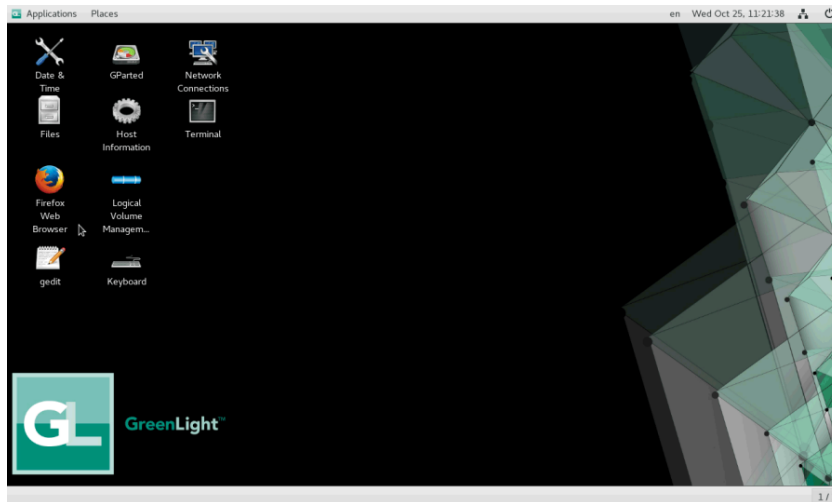 Applications Places en Wed Oct 25, 11:21:38
Date &
Time
GParted
Network
Connections
Files
Host
Information
Terminal
Firefox
Web
Browser
Logical
Volume
Managem...
gedit
Keyboard
GL
GreenLight™
1 /